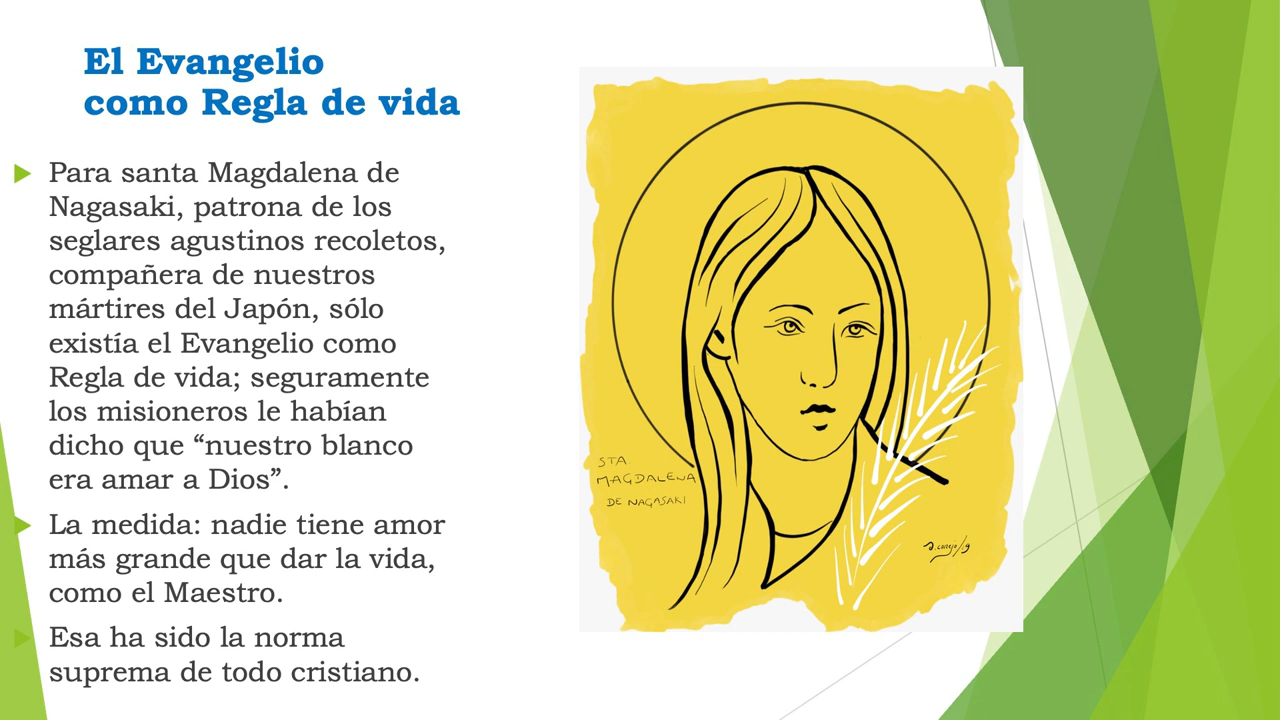 El Evangelio
como Regla de vida
Para santa Magdalena de
Nagasaki, patrona de los
seglares agustinos recoletos,
compañera de nuestros
mártires del Japón, sólo
existía el Evangelio como
Regla de vida; seguramente
los misioneros le habían
dicho que “nuestro blanco
era amar a Dios”.
La medida: nadie tiene amor
más grande que dar la vida,
como el Maestro.
Esa ha sido la norma
suprema de todo cristiano.
STA
MAGDALENA
DE NAGASAKI